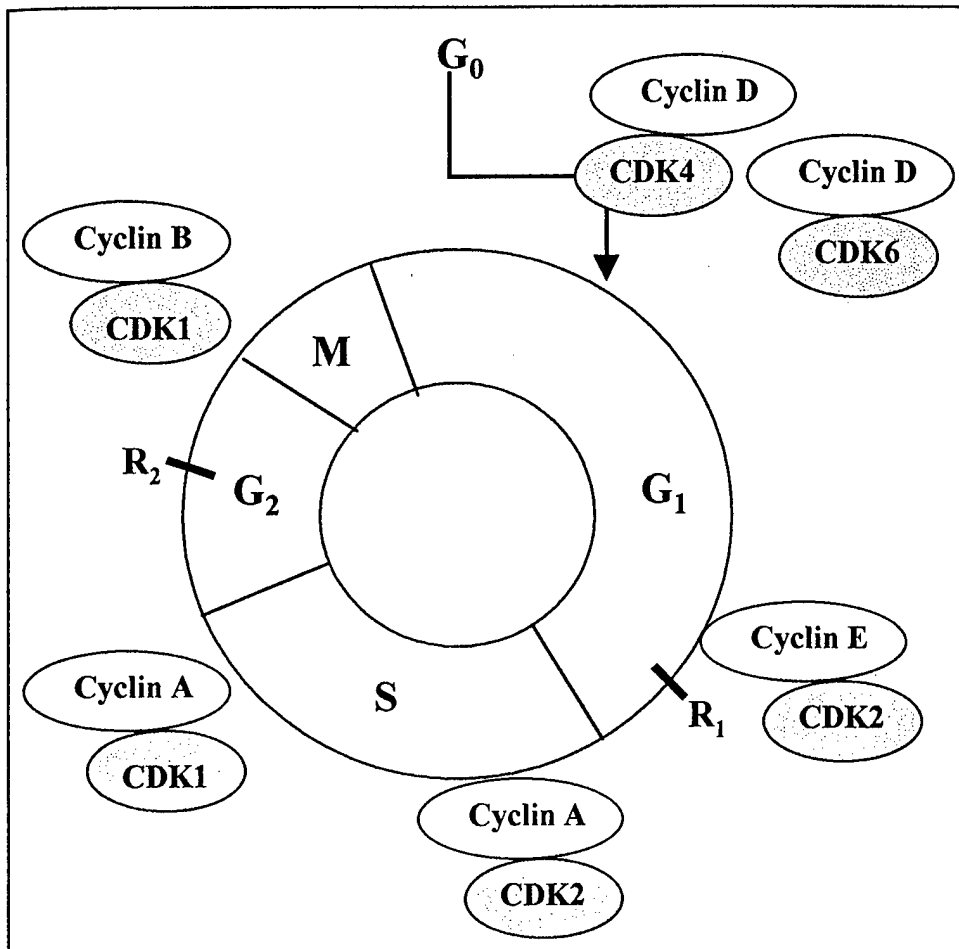 G₀
Cyclin D
CDK4
Cyclin D
CDK6
Cyclin B
CDK1
M
R₂
G₂
G₁
Cyclin E
CDK2
R₁
S
Cyclin A
CDK1
Cyclin A
CDK2